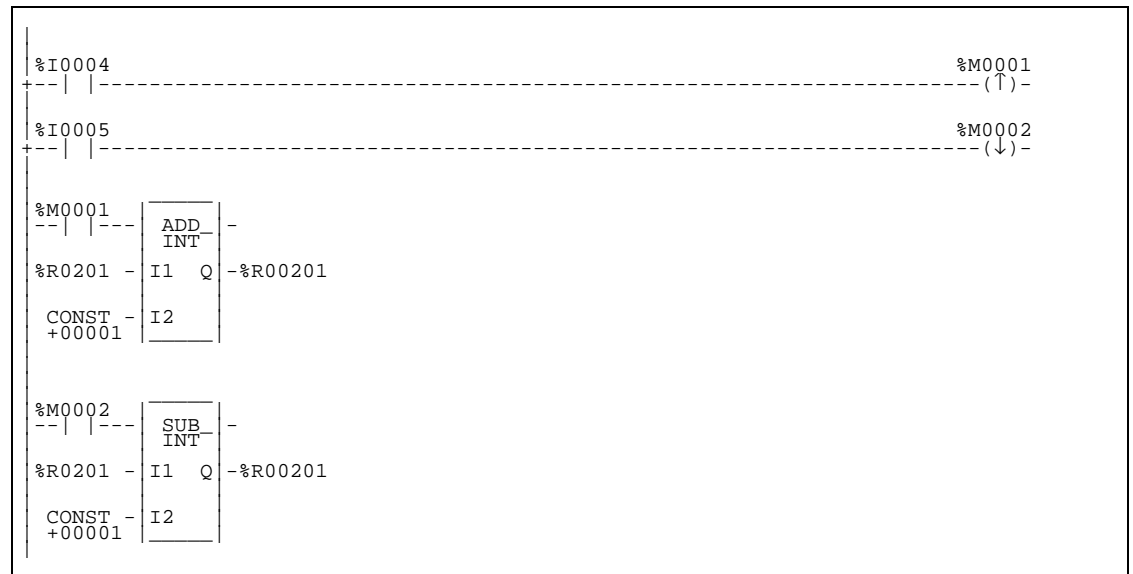 %I0004 %M0001
+--| |---------------------------------------------------------------------(↑)-
%I0005 %M0002
+--| |---------------------------------------------------------------------(↓)-
%M0001
--| |--- ADD_ -
INT
%R0201 - I1 Q -%R00201
CONST - I2
+00001
%M0002
--| |--- SUB_ -
INT
%R0201 - I1 Q -%R00201
CONST - I2
+00001